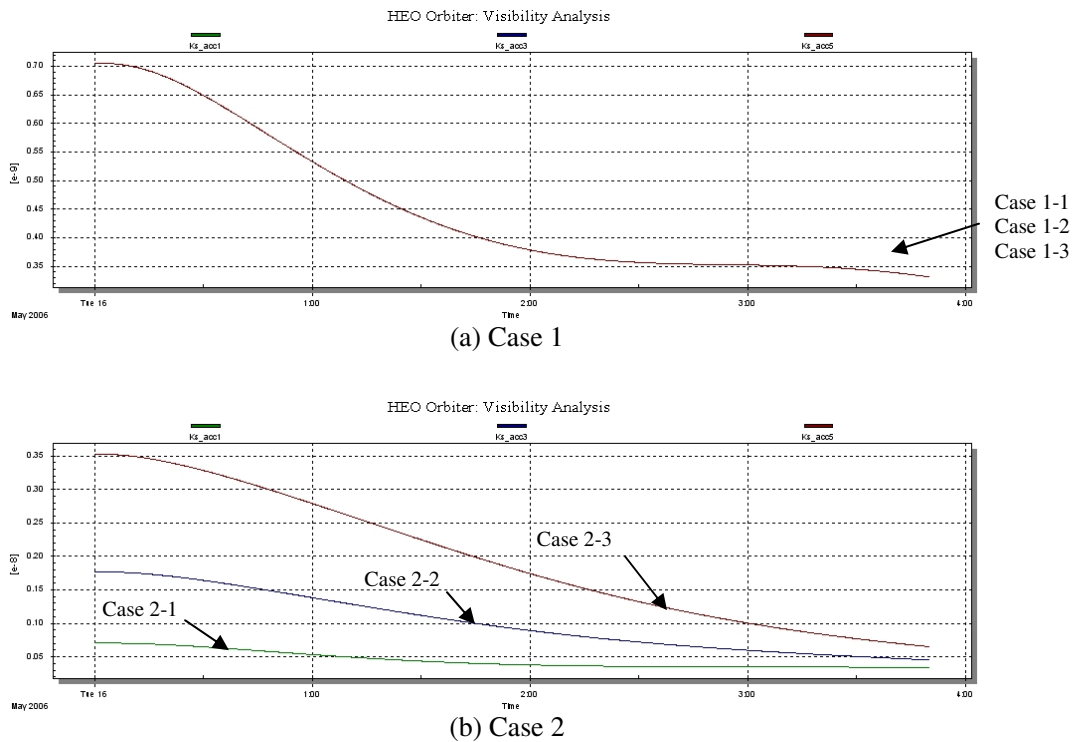 HEO Orbiter: Visibility Analysis
Ks_acc1 Ks_acc3 Ks_acc5
[e-9]
0.70
0.65
0.60
0.55
0.50
0.45
0.40
0.35
Case 1-1
Case 1-2
Case 1-3
Tue 16 1:00 2:00 3:00 4:00
May 2006 Time
(a) Case 1
HEO Orbiter: Visibility Analysis
Ks_acc1 Ks_acc3 Ks_acc5
[e-8]
0.35
0.30
0.25
0.20
0.15
0.10
0.05
Case 2-3
Case 2-2
Case 2-1
Tue 16 1:00 2:00 3:00 4:00
May 2006 Time
(b) Case 2